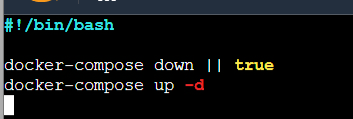 #!/bin/bash
docker-compose down || true
docker-compose up -d